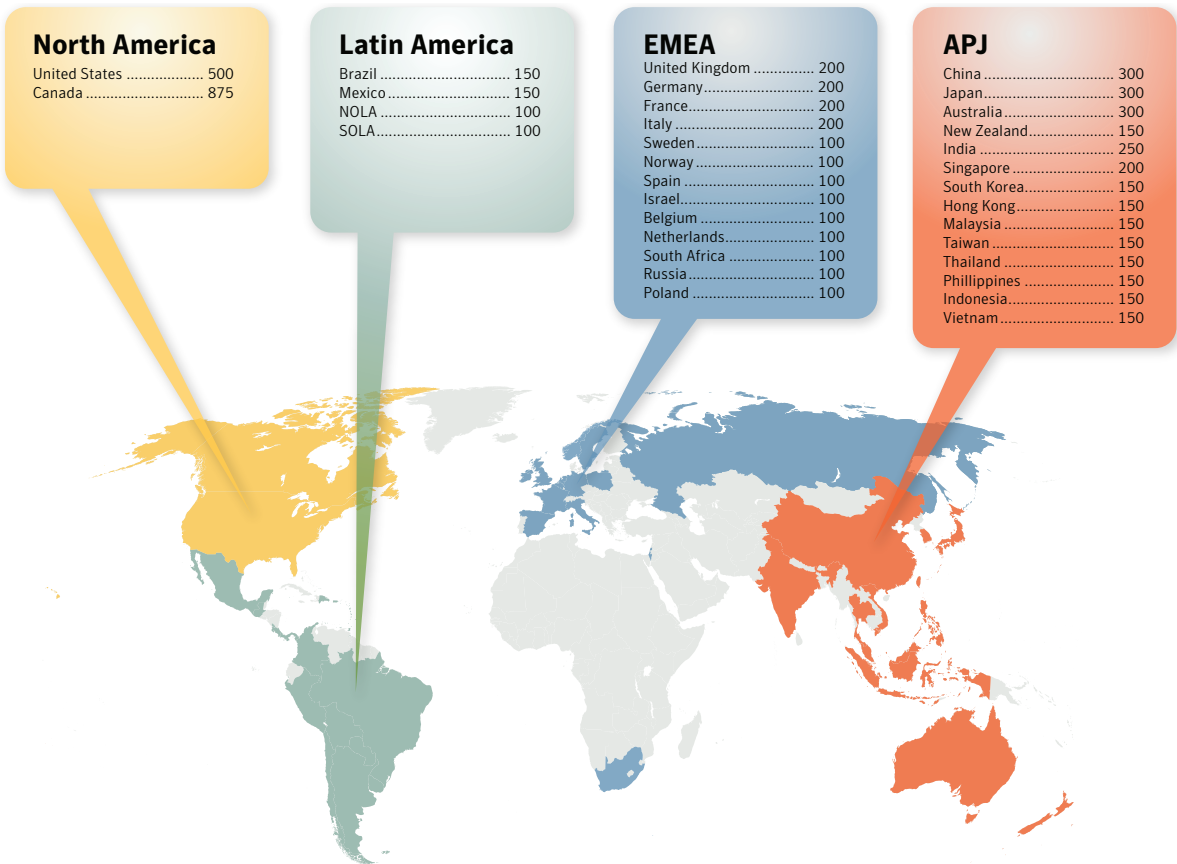 North America
United States .................. 500
Canada ........................... 875
Latin America
Brazil .............................. 150
Mexico ............................ 150
NOLA .............................. 100
SOLA ............................... 100
EMEA
United Kingdom .............. 200
Germany ......................... 200
France ............................. 200
Italy ................................ 200
Sweden ........................... 100
Norway ........................... 100
Spain .............................. 100
Israel ............................... 100
Belgium .......................... 100
Netherlands .................... 100
South Africa ................... 100
Russia ............................. 100
Poland ............................ 100
APJ
China .............................. 300
Japan .............................. 300
Australia ......................... 300
New Zealand ................... 150
India ............................... 250
Singapore ....................... 200
South Korea .................... 150
Hong Kong ...................... 150
Malaysia ......................... 150
Taiwan ............................ 150
Thailand ......................... 150
Phillippines .................... 150
Indonesia ........................ 150
Vietnam .......................... 150